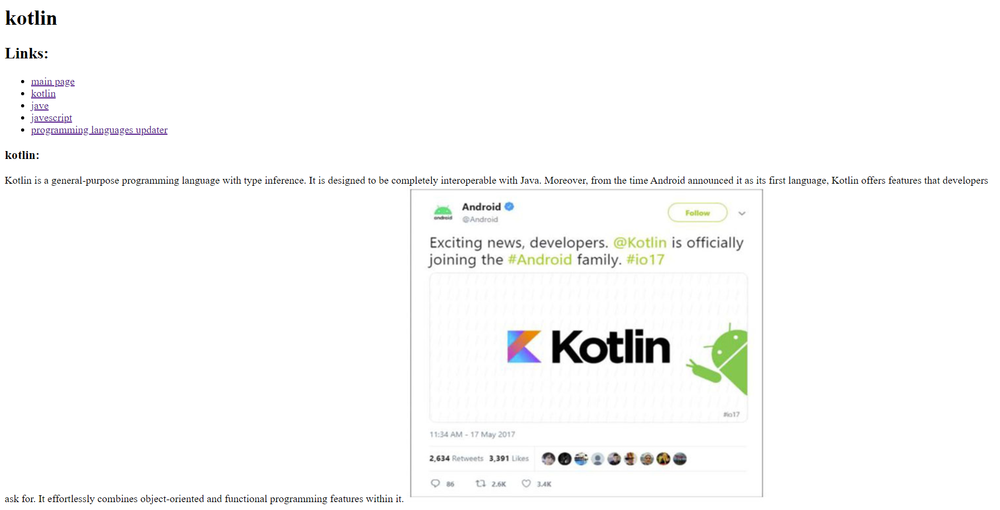 kotlin
Links:
main page
kotlin
jave
javescript
programming languages updater
kotlin:
Kotlin is a general-purpose programming language with type inference. It is designed to be completely interoperable with Java. Moreover, from the time Android announced it as its first language, Kotlin offers features that developers
ask for. It effortlessly combines object-oriented and functional programming features within it.
android
Android
@Android
Follow
Exciting news, developers. @Kotlin is officially
joining the #Android family. #io17
Kotlin
#io17
11:34 AM - 17 May 2017
2,634 Retweets 3,391 Likes
86 2.6K 3.4K